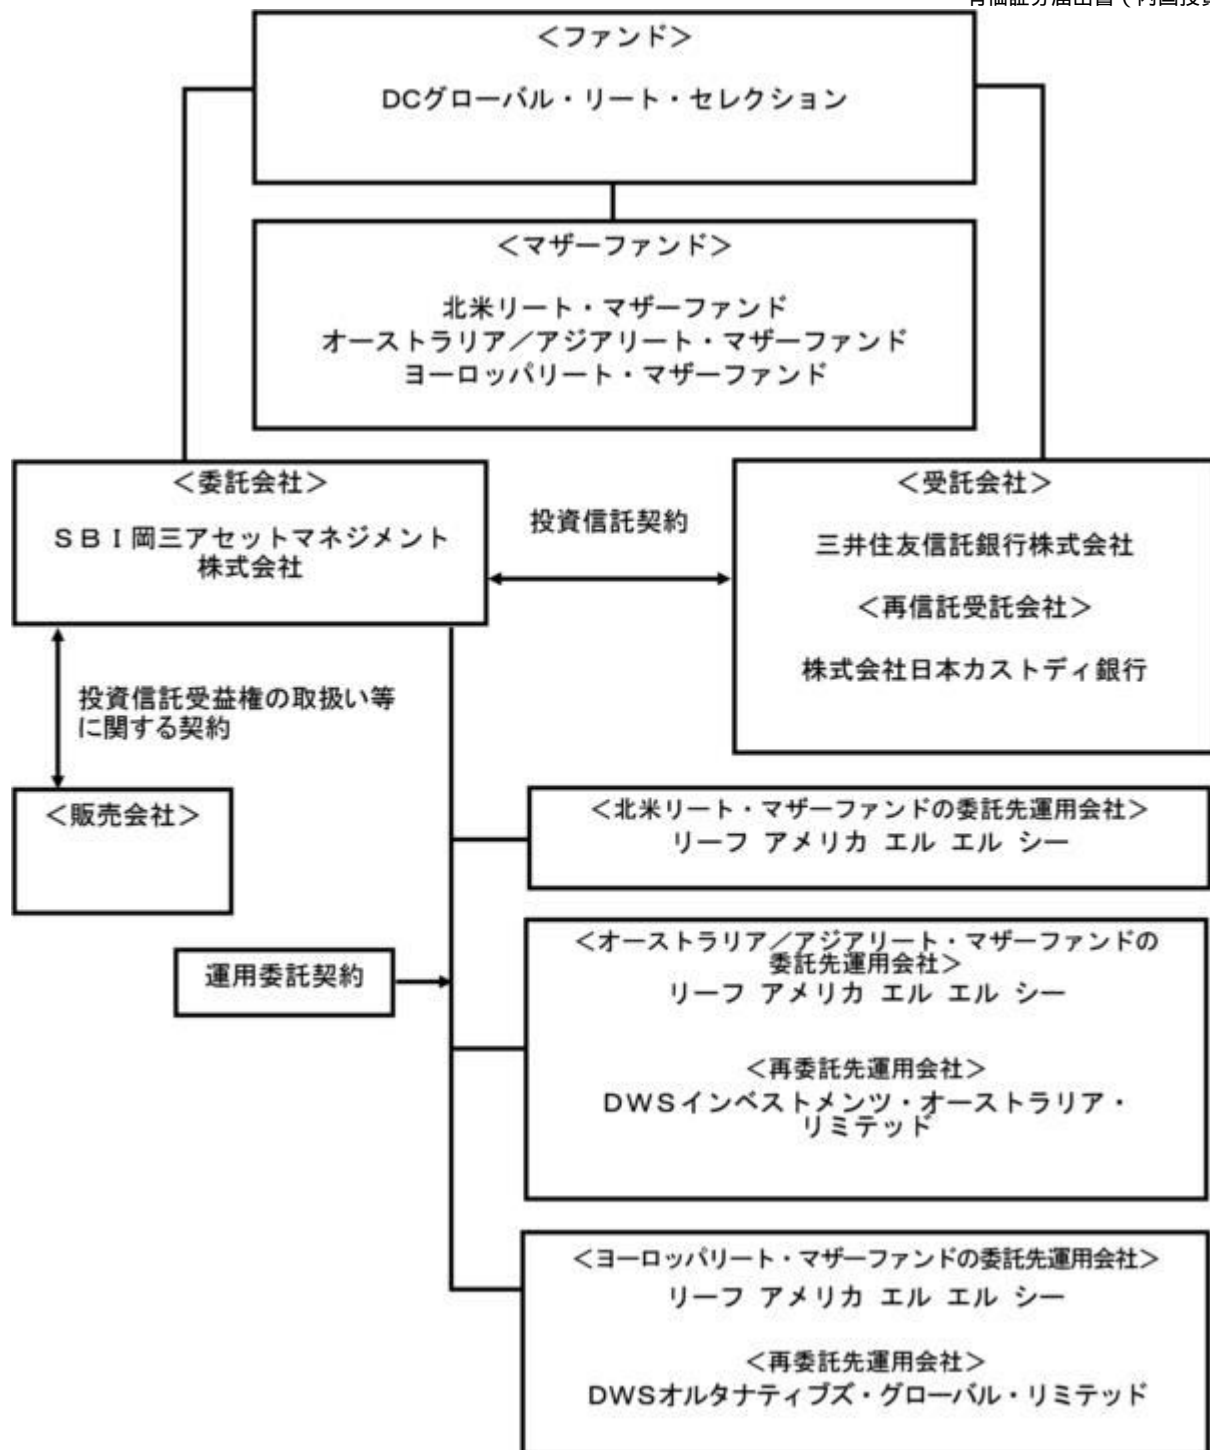 ＜ファンド＞
DCグローバル・リート・セレクション
＜マザーファンド＞
北米リート・マザーファンド
オーストラリア／アジアリート・マザーファンド
ヨーロッパリート・マザーファンド
＜委託会社＞
ＳＢＩ岡三アセットマネジメント
株式会社
投資信託契約
＜受託会社＞
三井住友信託銀行株式会社
＜再信託受託会社＞
株式会社日本カストディ銀行
投資信託受益権の取扱い等
に関する契約
＜販売会社＞
運用委託契約
＜北米リート・マザーファンドの委託先運用会社＞
リーフ アメリカ エル エル シー
＜オーストラリア／アジアリート・マザーファンドの
委託先運用会社＞
リーフ アメリカ エル エル シー
＜再委託先運用会社＞
ＤＷＳインベストメンツ・オーストラリア・
リミテッド
＜ヨーロッパリート・マザーファンドの委託先運用会社＞
リーフ アメリカ エル エル シー
＜再委託先運用会社＞
DWSオルタナティブズ・グローバル・リミテッド